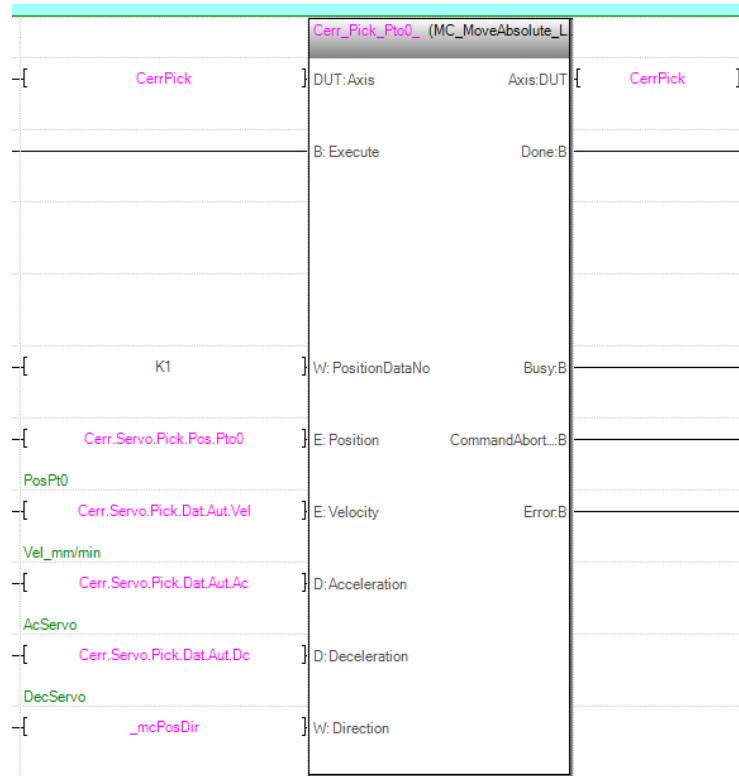 Cerr_Pick_Pto0_ (MC_MoveAbsolute_L
CerrPick DUT:Axis Axis:DUT CerrPick
B: Execute Done:B
K1 W: PositionDataNo Busy:B
Cerr.Servo.Pick.Pos.Pto0 E: Position CommandAbort...:B
PosPt0
Cerr.Servo.Pick.Dat.Aut.Vel E: Velocity Error:B
Vel_mm/min
Cerr.Servo.Pick.Dat.Aut.Ac D:Acceleration
AcServo
Cerr.Servo.Pick.Dat.Aut.Dc D:Deceleration
DecServo
_mcPosDir W: Direction